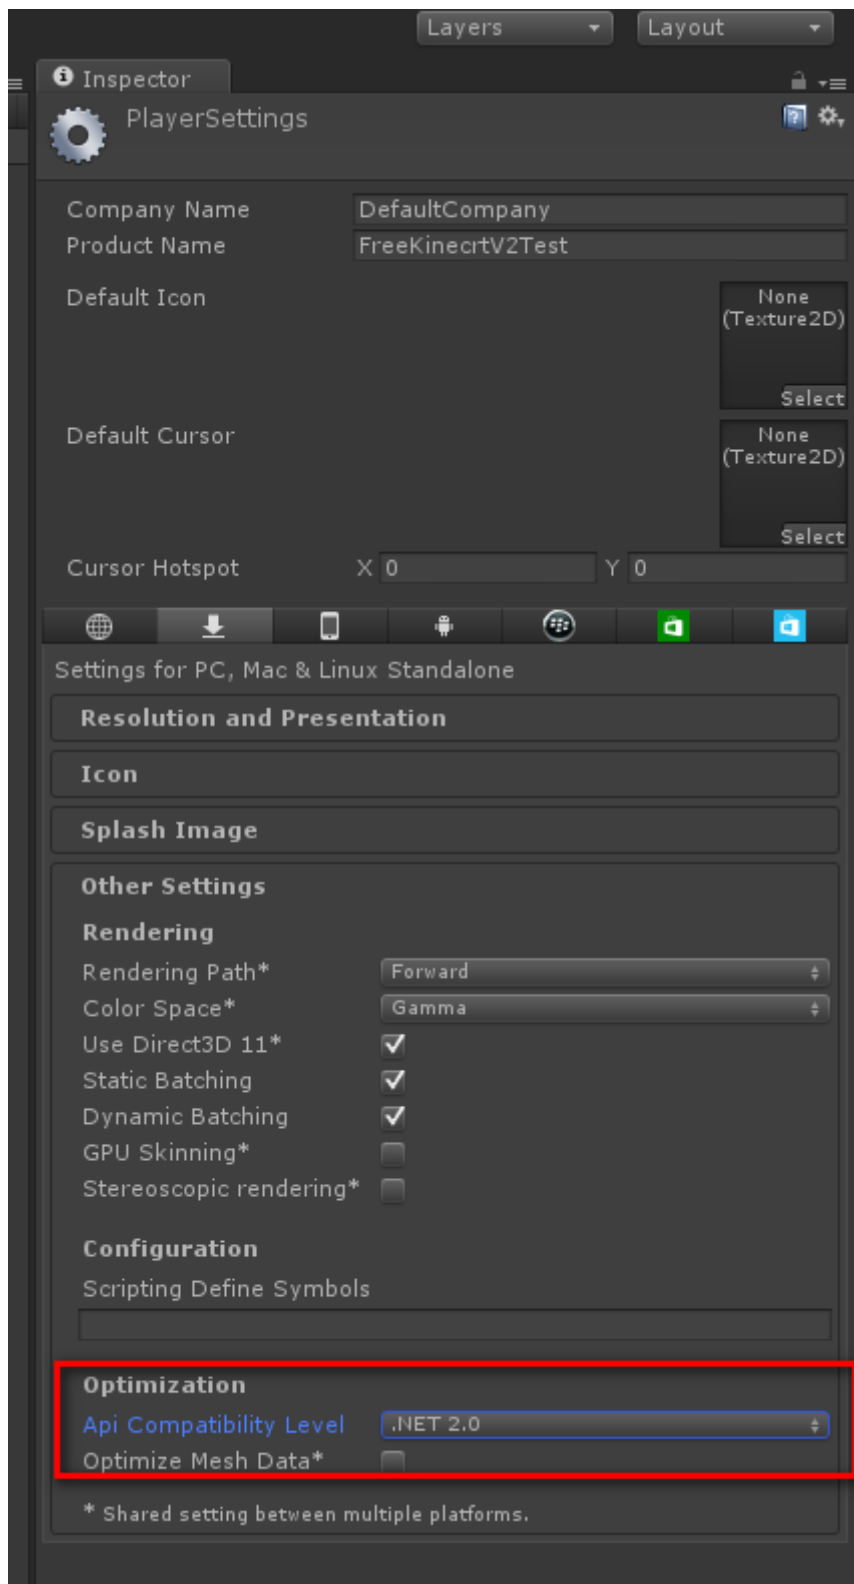 Layers Layout
Inspector
PlayerSettings
Company Name DefaultCompany
Product Name FreeKinecrtV2Test
Default Icon None
(Texture2D)
Select
Default Cursor None
(Texture2D)
Select
Cursor Hotspot X 0 Y 0
Settings for PC, Mac & Linux Standalone
Resolution and Presentation
Icon
Splash Image
Other Settings
Rendering
Rendering Path* Forward
Color Space* Gamma
Use Direct3D 11*
Static Batching
Dynamic Batching
GPU Skinning*
Stereoscopic rendering*
Configuration
Scripting Define Symbols
Optimization
Api Compatibility Level .NET 2.0
Optimize Mesh Data*
* Shared setting between multiple platforms.